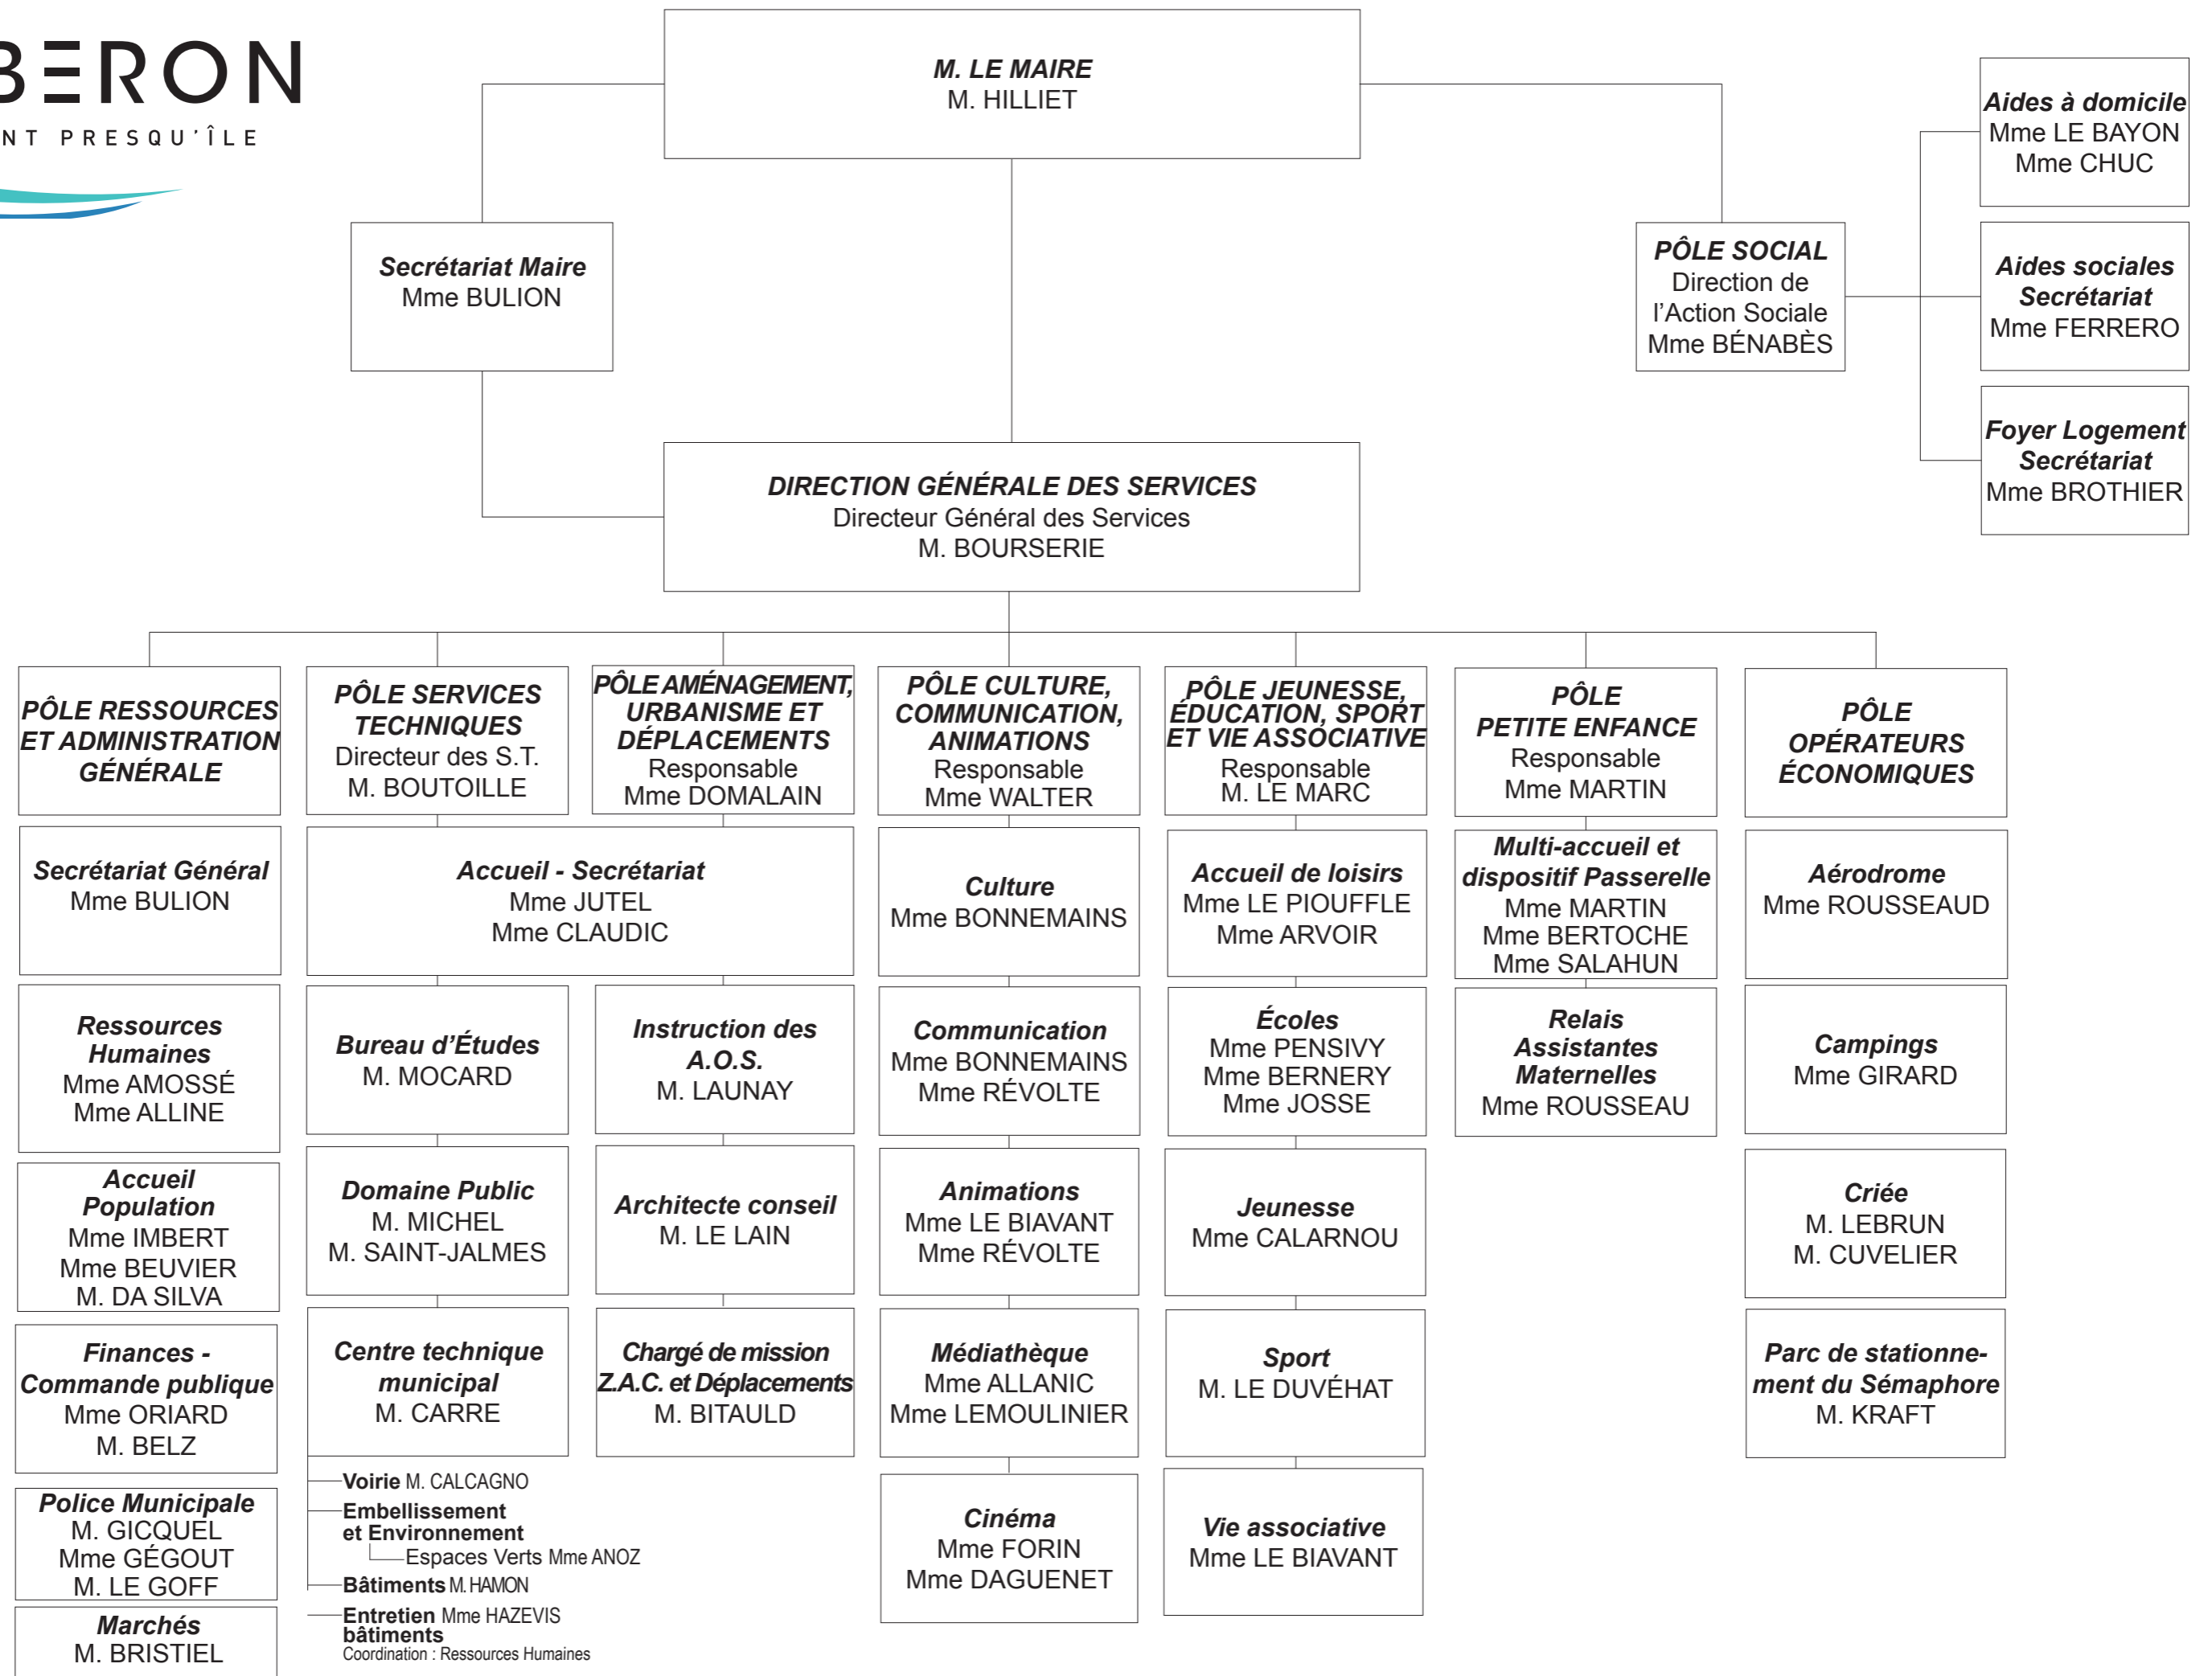 BERON
NT PRESQU'ÎLE
M. LE MAIRE
M. HILLIET
Secrétariat Maire
Mme BULION
PÔLE SOCIAL
Direction de
l'Action Sociale
Mme BÉNABÈS
Aides à domicile
Mme LE BAYON
Mme CHUC
Aides sociales
Secrétariat
Mme FERRERO
Foyer Logement
Secrétariat
Mme BROTHIER
DIRECTION GÉNÉRALE DES SERVICES
Directeur Général des Services
M. BOURSERIE
PÔLE RESSOURCES
ET ADMINISTRATION
GÉNÉRALE
Secrétariat Général
Mme BULION
Ressources
Humaines
Mme AMOSSÉ
Mme ALLINE
Accueil
Population
Mme IMBERT
Mme BEUVIER
M. DA SILVA
Finances -
Commande publique
Mme ORIARD
M. BELZ
Police Municipale
M. GICQUEL
Mme GÉGOUT
M. LE GOFF
Marchés
M. BRISTIEL
PÔLE SERVICES
TECHNIQUES
Directeur des S.T.
M. BOUTOILLE
PÔLE AMÉNAGEMENT,
URBANISME ET
DÉPLACEMENTS
Responsable
Mme DOMALAIN
Accueil - Secrétariat
Mme JUTEL
Mme CLAUDIC
Bureau d'Études
M. MOCARD
Domaine Public
M. MICHEL
M. SAINT-JALMES
Centre technique
municipal
M. CARRE
Voirie M. CALCAGNO
Embellissement
et Environnement
Espaces Verts Mme ANOZ
Bâtiments M. HAMON
Entretien Mme HAZEVIS
bâtiments
Coordination : Ressources Humaines
Instruction des
A.O.S.
M. LAUNAY
Architecte conseil
M. LE LAIN
Chargé de mission
Z.A.C. et Déplacements
M. BITAULD
PÔLE CULTURE,
COMMUNICATION,
ANIMATIONS
Responsable
Mme WALTER
Culture
Mme BONNEMAINS
Communication
Mme BONNEMAINS
Mme RÉVOLTE
Animations
Mme LE BIAVANT
Mme RÉVOLTE
Médiathèque
Mme ALLANIC
Mme LEMOULINIER
Cinéma
Mme FORIN
Mme DAGUENET
PÔLE JEUNESSE,
ÉDUCATION, SPORT
ET VIE ASSOCIATIVE
Responsable
M. LE MARC
Accueil de loisirs
Mme LE PIOUFFLE
Mme ARVOIR
Écoles
Mme PENSIVY
Mme BERNERY
Mme JOSSE
Jeunesse
Mme CALARNOU
Sport
M. LE DUVÉHAT
Vie associative
Mme LE BIAVANT
PÔLE
PETITE ENFANCE
Responsable
Mme MARTIN
Multi-accueil et
dispositif Passerelle
Mme MARTIN
Mme BERTOCHE
Mme SALAHUN
Relais
Assistantes
Maternelles
Mme ROUSSEAU
PÔLE
OPÉRATEURS
ÉCONOMIQUES
Aérodrome
Mme ROUSSEAUD
Campings
Mme GIRARD
Criée
M. LEBRUN
M. CUVELIER
Parc de stationne-
ment du Sémaphore
M. KRAFT